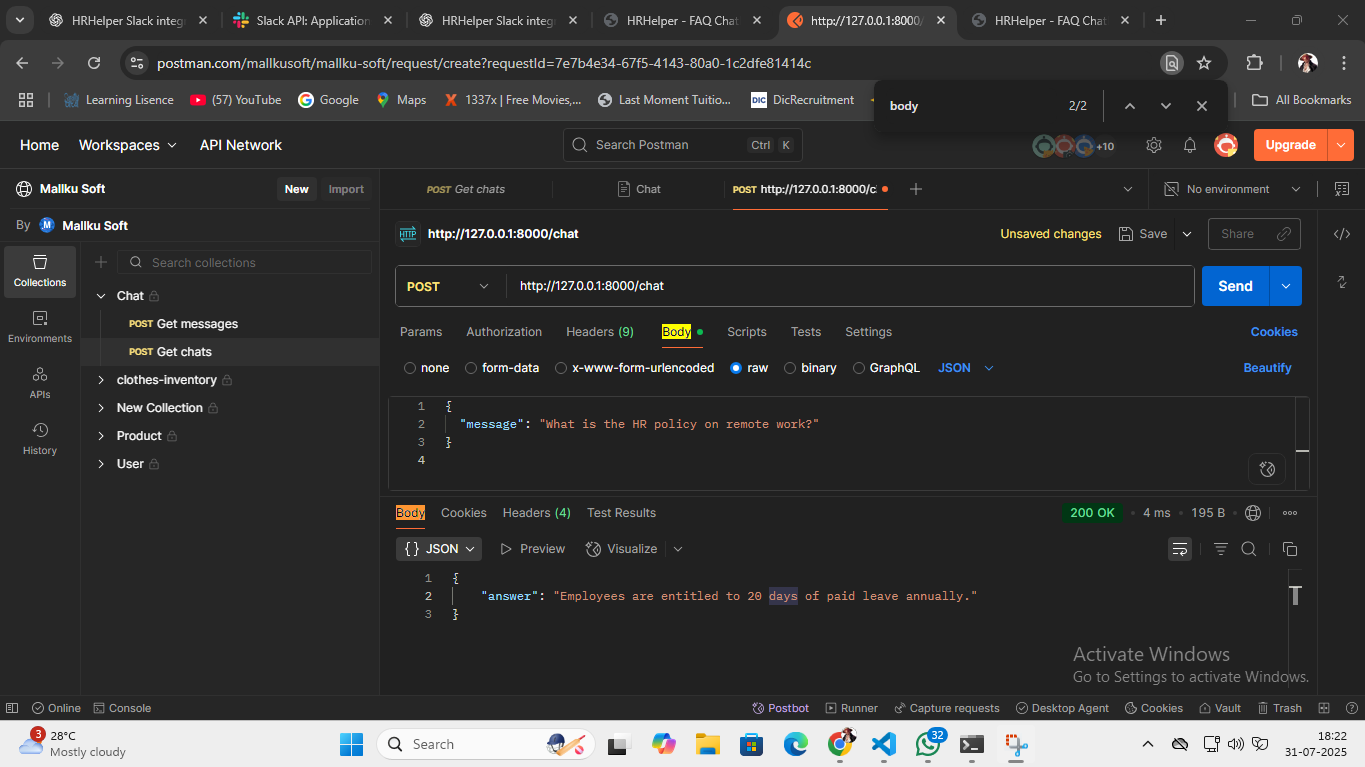 HRHelper Slack integ
Slack API: Application
HRHelper Slack integ
HRHelper - FAQ Chat
http://127.0.0.1:8000/
HRHelper - FAQ Chat
postman.com/mallkusoft/mallku-soft/request/create?requestId=7e7b4e34-67f5-4143-80a0-1c2dfe81414c
Learning Lisence
(57) YouTube
Google
Maps
1337x | Free Movies,...
Last Moment Tuitio...
DIC DicRecruitment
All Bookmarks
body 2/2
Home Workspaces API Network
Search Postman Ctrl K
+10
Upgrade
Mallku Soft
New Import
By M Mallku Soft
POST Get chats
Chat
POST http://127.0.0.1:8000/c
No environment
Collections
Environments
APIs
History
Search collections
Chat
POST Get messages
POST Get chats
clothes-inventory
New Collection
Product
User
HTTP http://127.0.0.1:8000/chat
Unsaved changes Save Share
POST http://127.0.0.1:8000/chat Send
Params Authorization Headers (9) Body Scripts Tests Settings Cookies
none form-data x-www-form-urlencoded raw binary GraphQL JSON Beautify
1 {
2 "message": "What is the HR policy on remote work?"
3 }
4
Body Cookies Headers (4) Test Results 200 OK • 4 ms • 195 B
{} JSON Preview Visualize
1 {
2 "answer": "Employees are entitled to 20 days of paid leave annually."
3 }
Activate Windows
Go to Settings to activate Windows.
Online Console Postbot Runner Capture requests Desktop Agent Cookies Vault Trash
3 28°C
Mostly cloudy
Search
32
18:22
31-07-2025